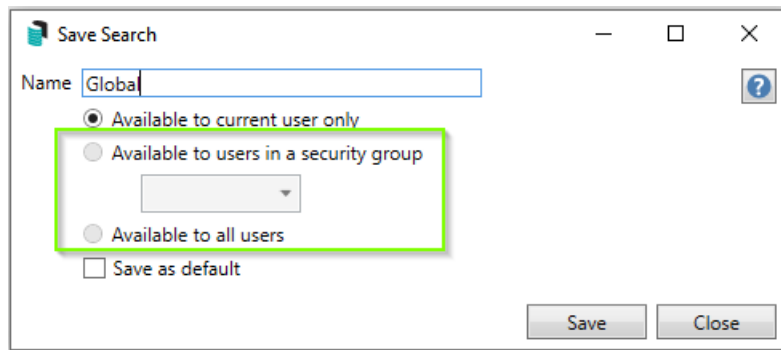 Save Search
Name Global
Available to current user only
Available to users in a security group
Available to all users
Save as default
Save Close